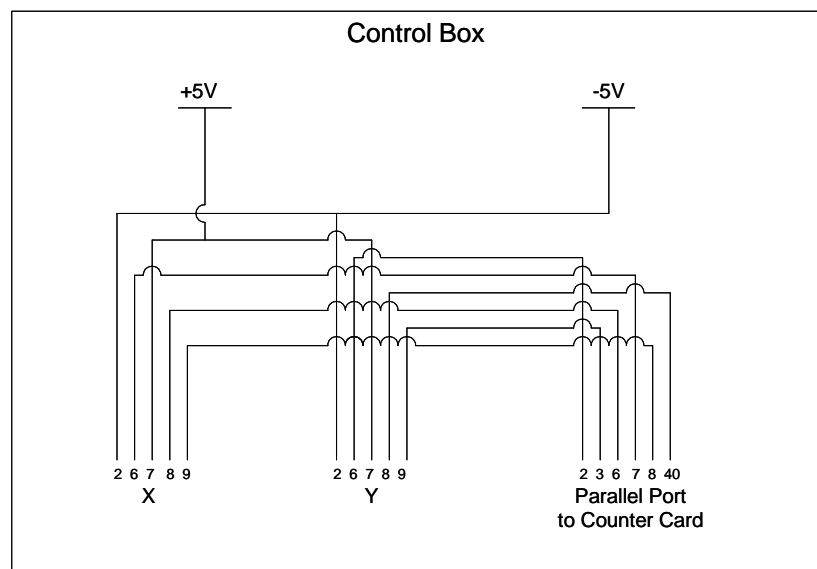 Control Box
+5V
-5V
2 6 7 8 9
2 6 7 8 9
2 3 6 7 8 40
X
Y
Parallel Port
to Counter Card